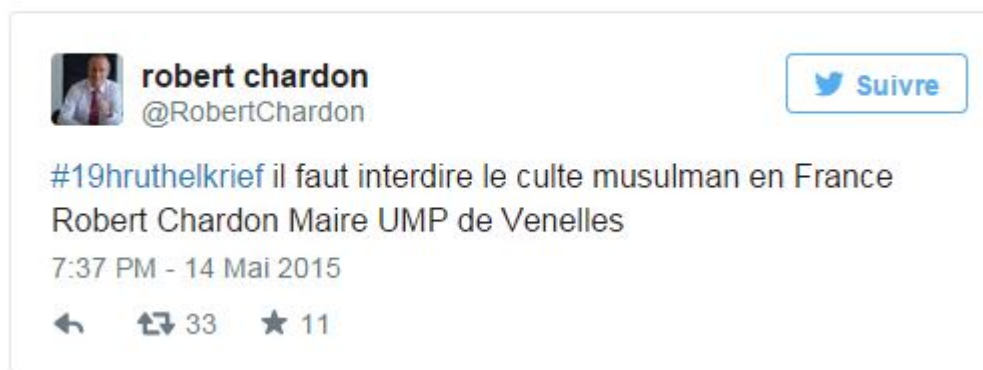 robert chardon
@RobertChardon
Suivre
#19hruthelkrief il faut interdire le culte musulman en France
Robert Chardon Maire UMP de Venelles
7:37 PM - 14 Mai 2015
33 11